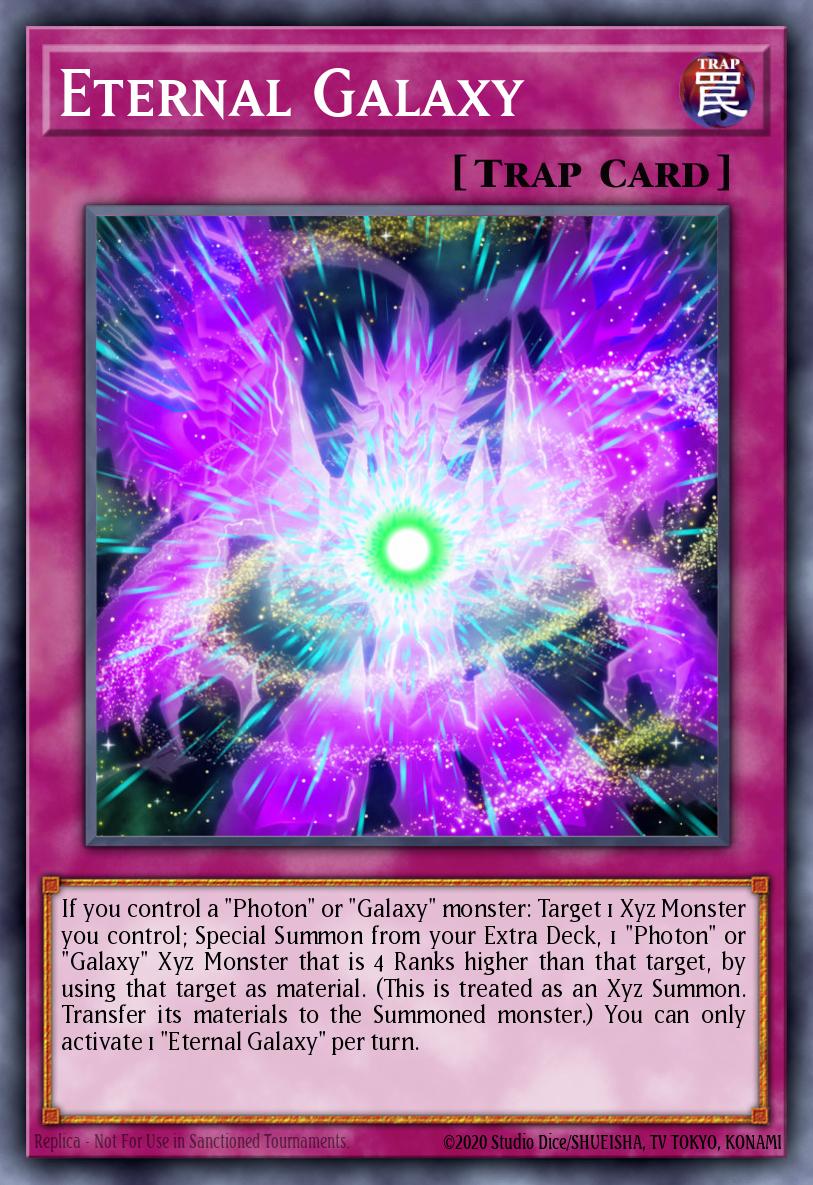 Eternal Galaxy
TRAP
罠
[Trap Card]
If you control a "Photon" or "Galaxy" monster: Target 1 Xyz Monster
you control; Special Summon from your Extra Deck, 1 "Photon" or
"Galaxy" Xyz Monster that is 4 Ranks higher than that target, by
using that target as material. (This is treated as an Xyz Summon.
Transfer its materials to the Summoned monster.) You can only
activate 1 "Eternal Galaxy" per turn.
Replica - Not For Use in Sanctioned Tournaments.
©2020 Studio Dice/SHUEISHA, TV TOKYO, KONAMI